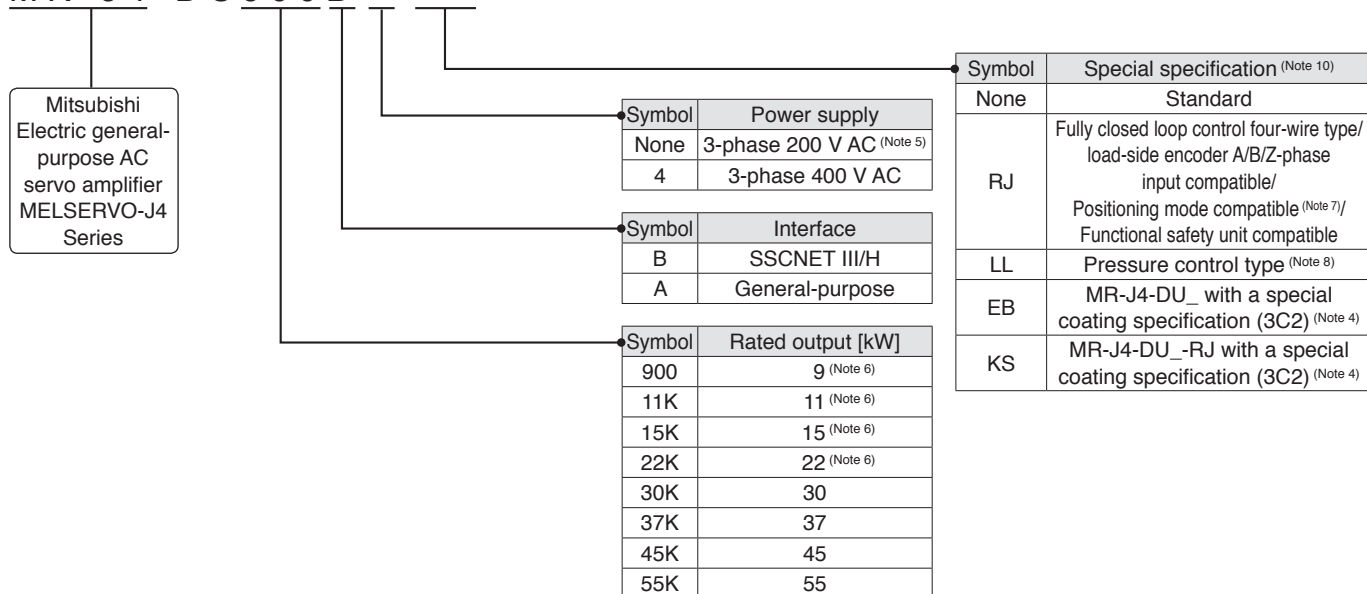 Mitsubishi
Electric general-
purpose AC
servo amplifier
MELSERVO-J4
Series
Symbol Power supply
None 3-phase 200 V AC (Note 5)
4 3-phase 400 V AC
Symbol Interface
B SSCNET III/H
A General-purpose
Symbol Rated output [kW]
900 9 (Note 6)
11K 11 (Note 6)
15K 15 (Note 6)
22K 22 (Note 6)
30K 30
37K 37
45K 45
55K 55
Symbol Special specification (Note 10)
None Standard
RJ Fully closed loop control four-wire type/
load-side encoder A/B/Z-phase
input compatible/
Positioning mode compatible (Note 7)/
Functional safety unit compatible
LL Pressure control type (Note 8)
EB MR-J4-DU_ with a special
coating specification (3C2) (Note 4)
KS MR-J4-DU_-RJ with a special
coating specification (3C2) (Note 4)